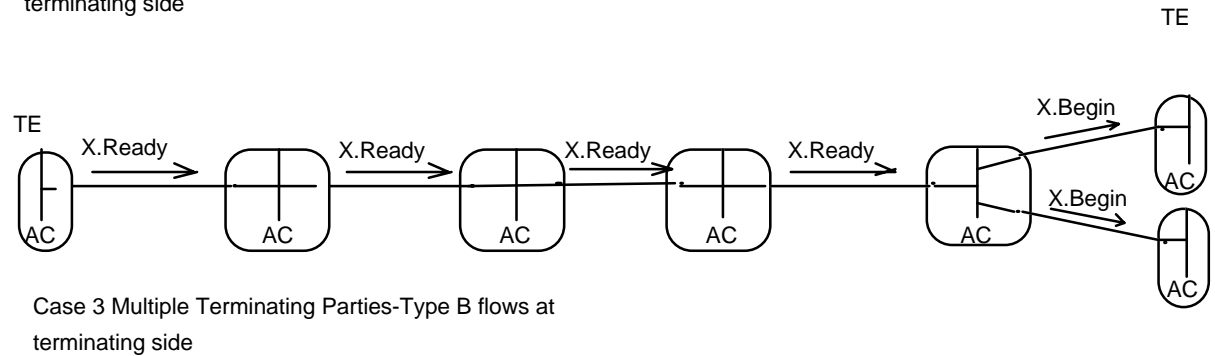 terminating side
TE
X.Begin
TE
X.Ready
X.Ready
X.Ready
X.Ready
AC
X.Begin
AC
AC
AC
AC
AC
AC
Case 3 Multiple Terminating Parties-Type B flows at
terminating side